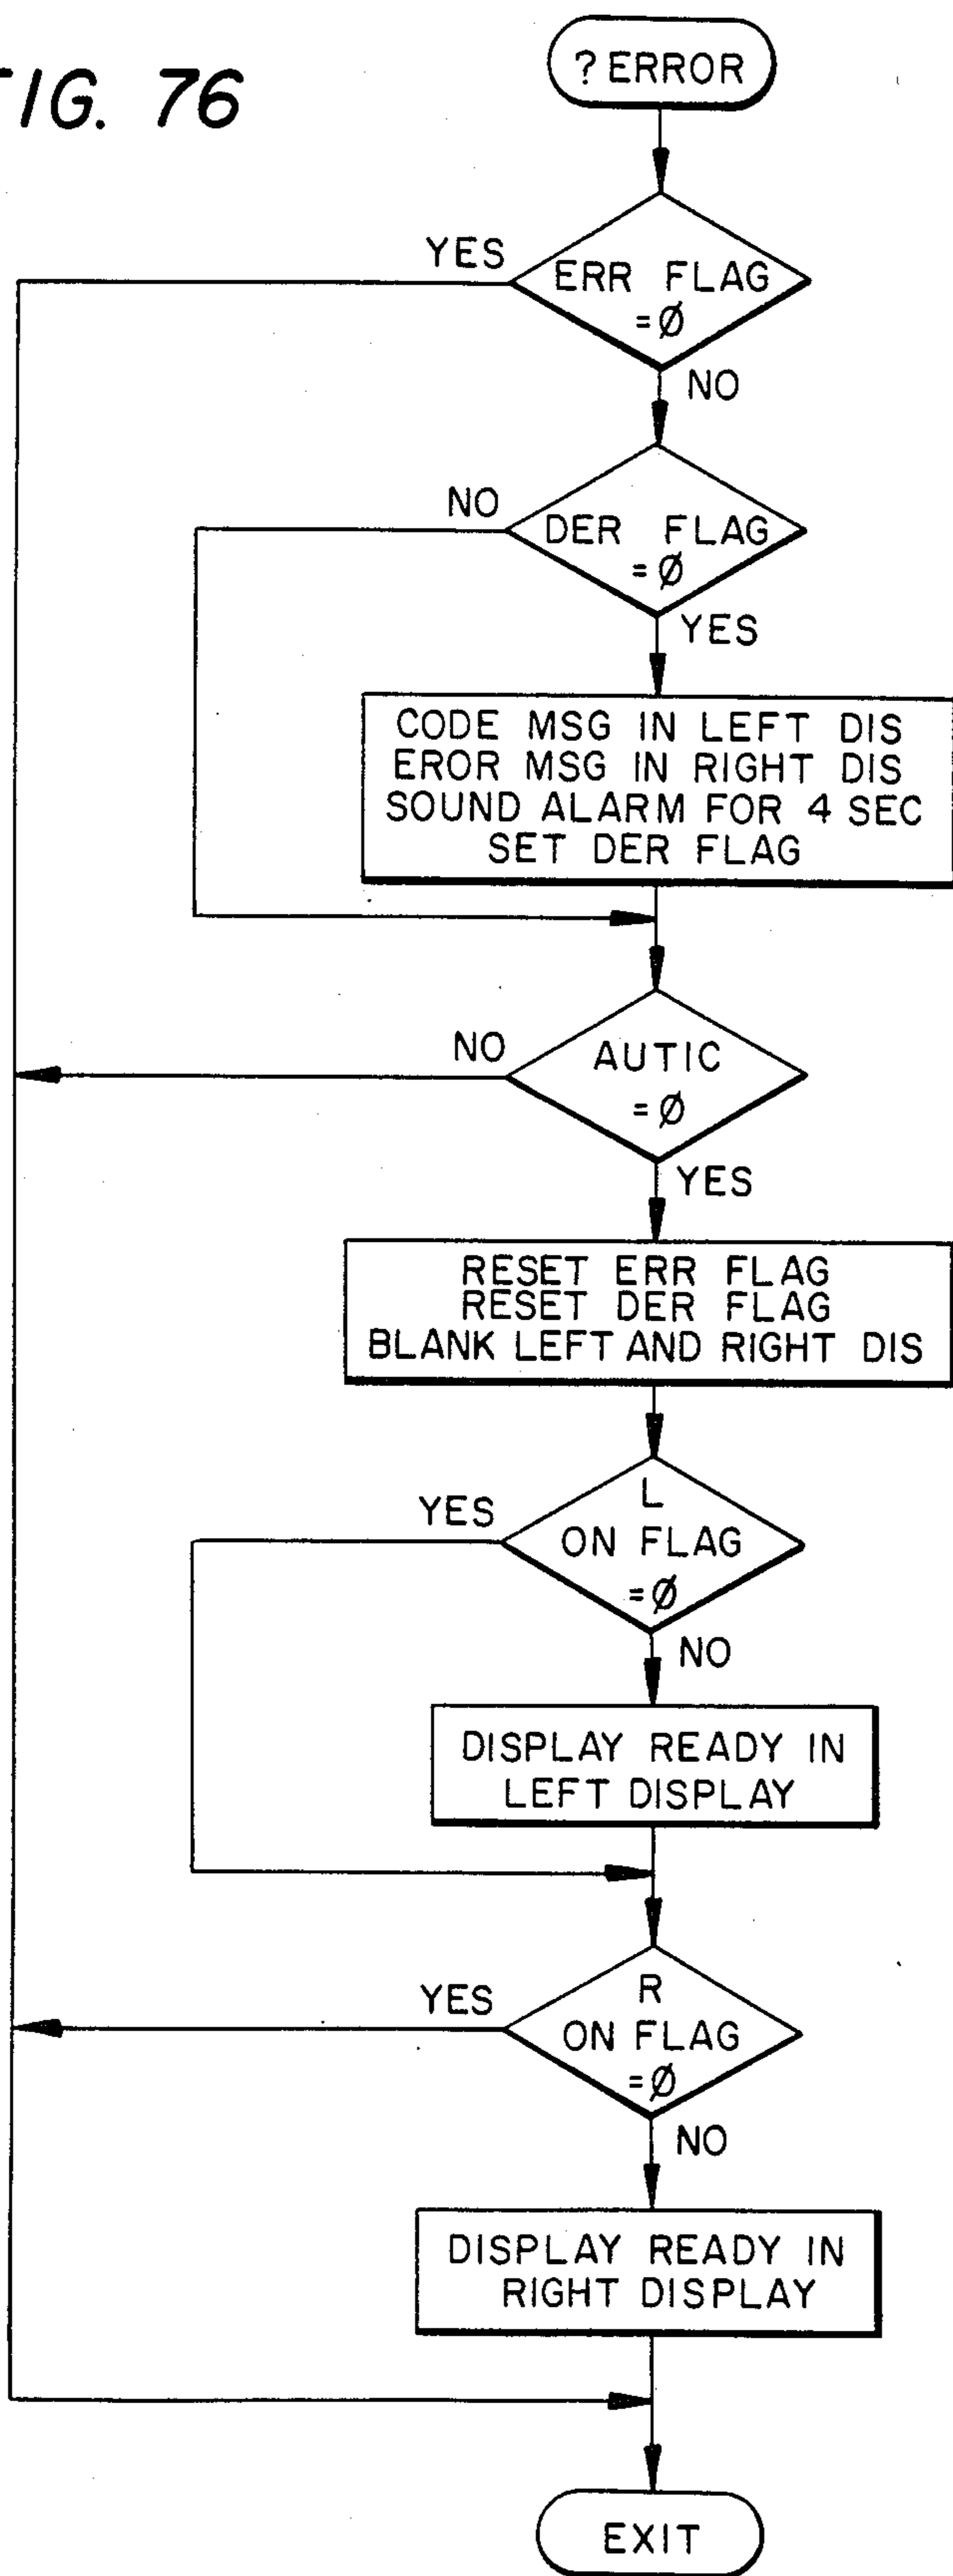 FIG. 76
? ERROR
YES
ERR FLAG
=Ø
NO
NO
DER FLAG
=Ø
YES
CODE MSG IN LEFT DIS
EROR MSG IN RIGHT DIS
SOUND ALARM FOR 4 SEC
SET DER FLAG
NO
AUTIC
=Ø
YES
RESET ERR FLAG
RESET DER FLAG
BLANK LEFT AND RIGHT DIS
YES
L
ON FLAG
=Ø
NO
DISPLAY READY IN
LEFT DISPLAY
YES
R
ON FLAG
=Ø
NO
DISPLAY READY IN
RIGHT DISPLAY
EXIT